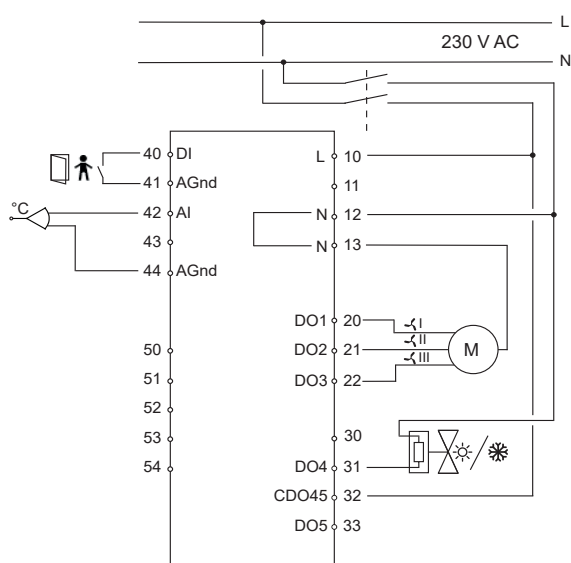 L
230 V AC
N
40 DI
L 10
41 AGnd
11
°C
42 AI
N 12
43
N 13
44 AGnd
DO1 20
I
II
M
50
DO2 21
III
51
DO3 22
52
53
30
54
DO4 31
CDO45 32
DO5 33